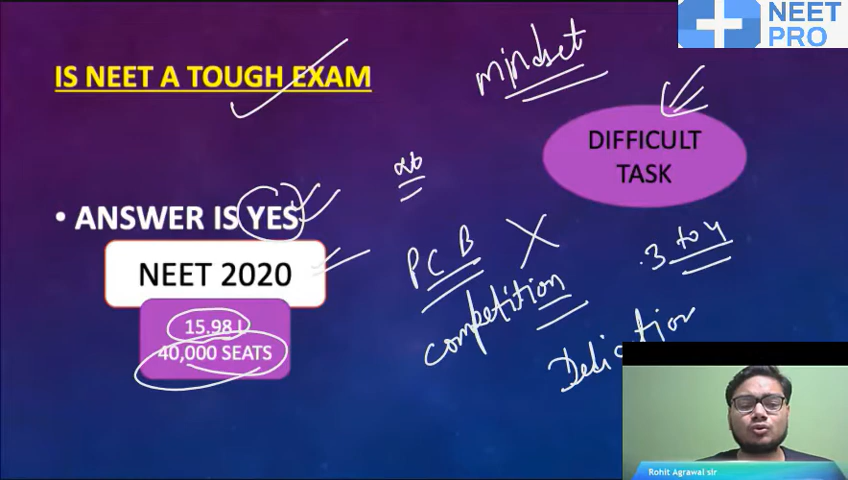 NEET
PRO
IS NEET A TOUGH EXAM
mindset
DIFFICULT
TASK
• ANSWER IS YES
PCB
3 to 4
NEET 2020
competition
15.98 L
40,000 SEATS
Rohit Agrawal sir